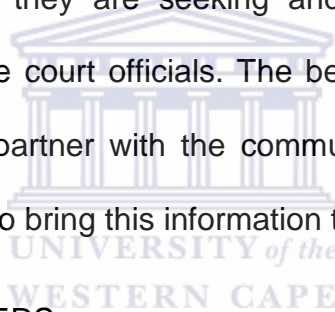 they are seeking and
e court officials. The be
partner with the commu
o bring this information t
UNIVERSITY of the
WESTERN CAPE